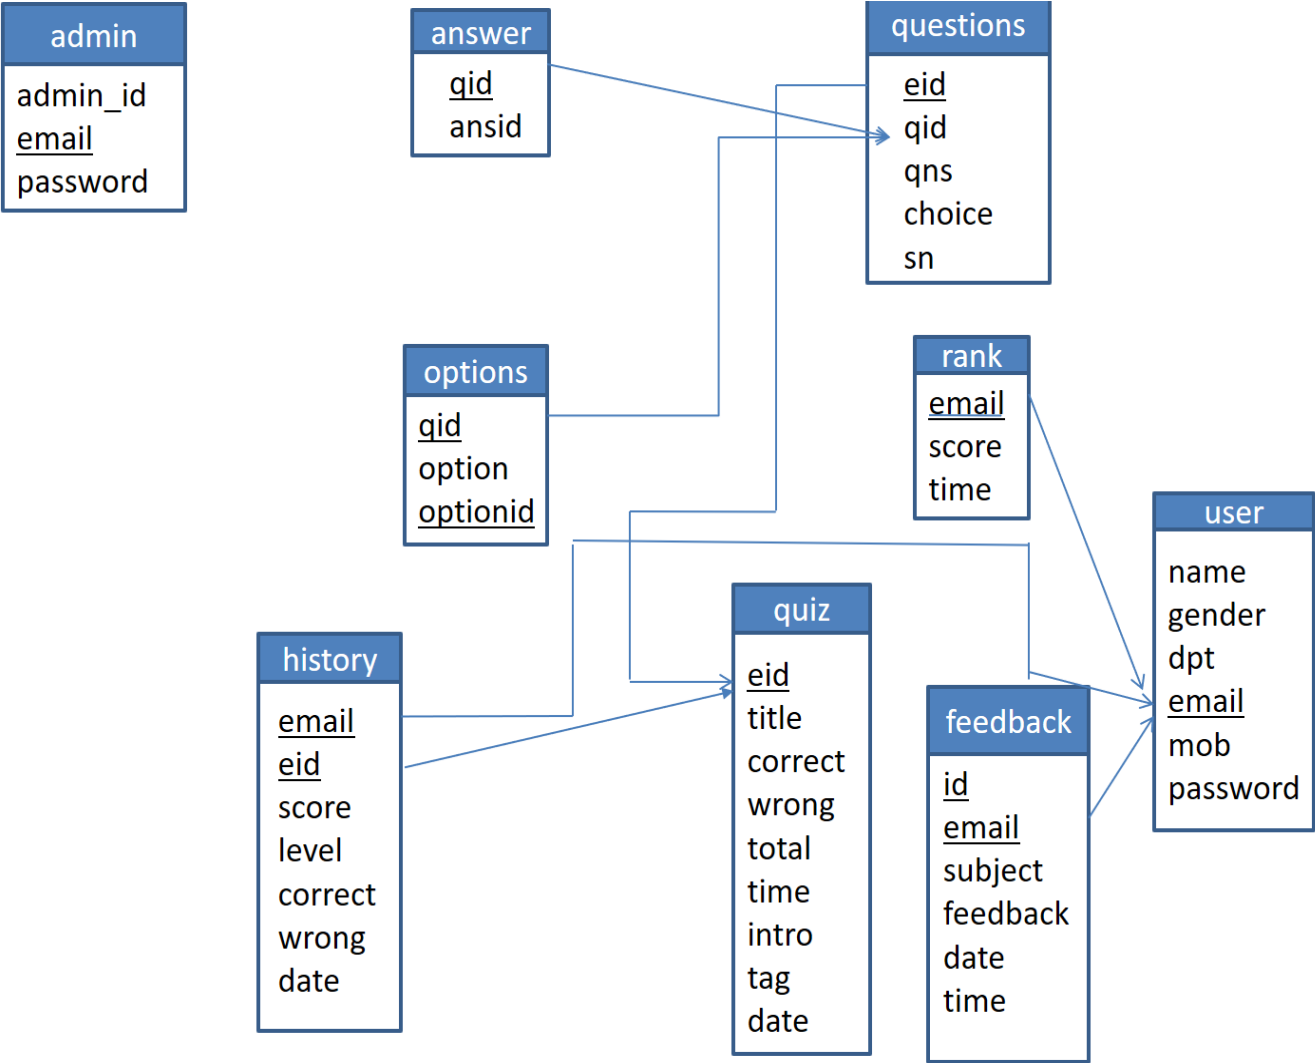 admin
admin_id
email
password
answer
qid
ansid
questions
eid
qid
qns
choice
sn
options
qid
option
optionid
rank
email
score
time
user
name
gender
dpt
email
mob
password
history
email
eid
score
level
correct
wrong
date
quiz
eid
title
correct
wrong
total
time
intro
tag
date
feedback
id
email
subject
feedback
date
time